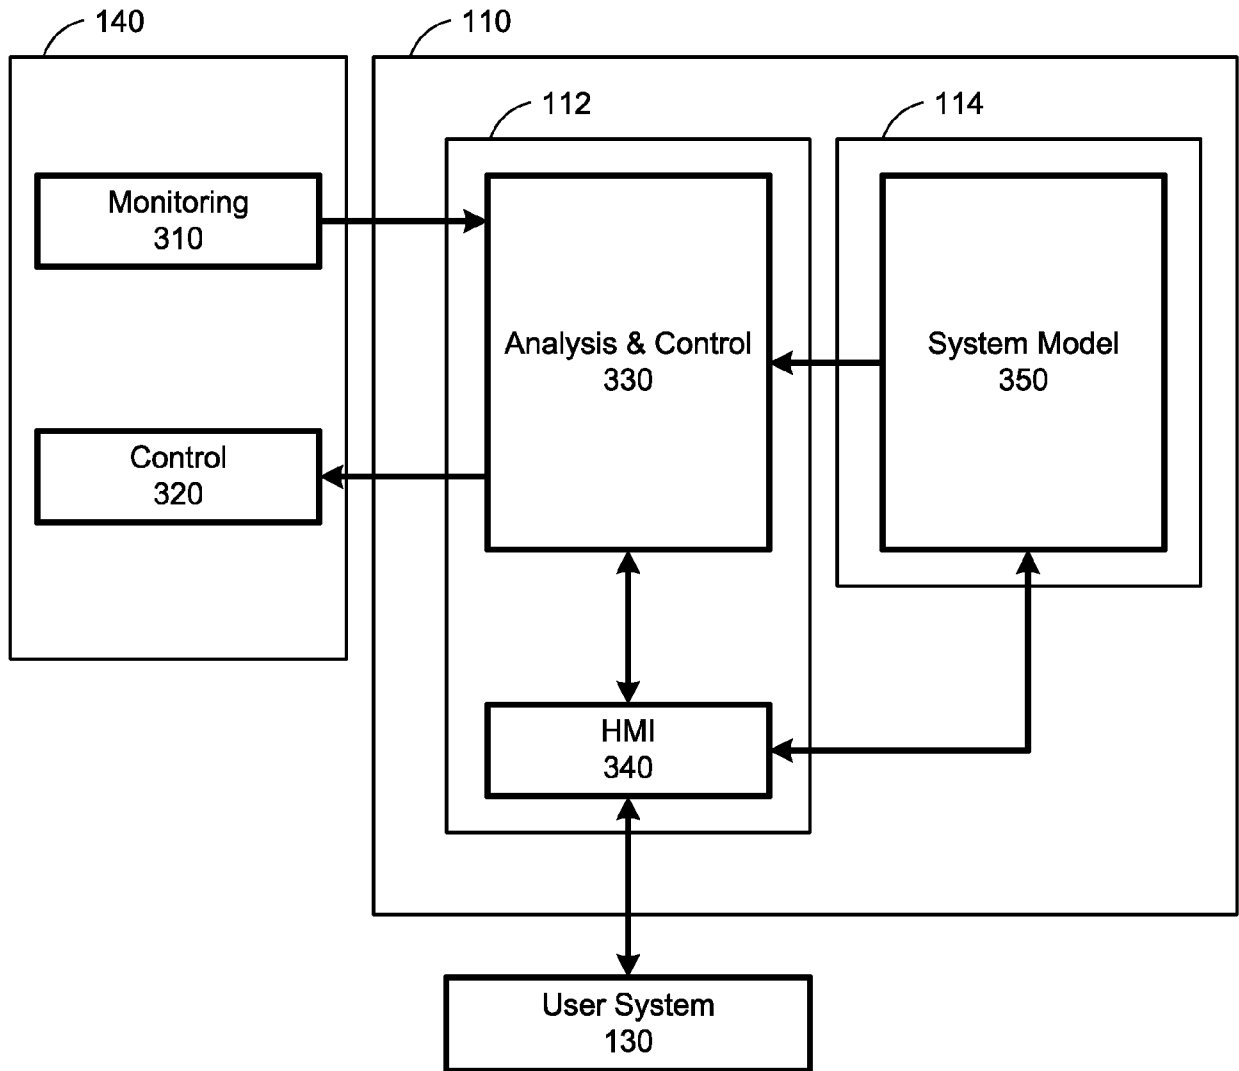 140
110
112
114
Monitoring
310
Analysis & Control
330
System Model
350
Control
320
HMI
340
User System
130